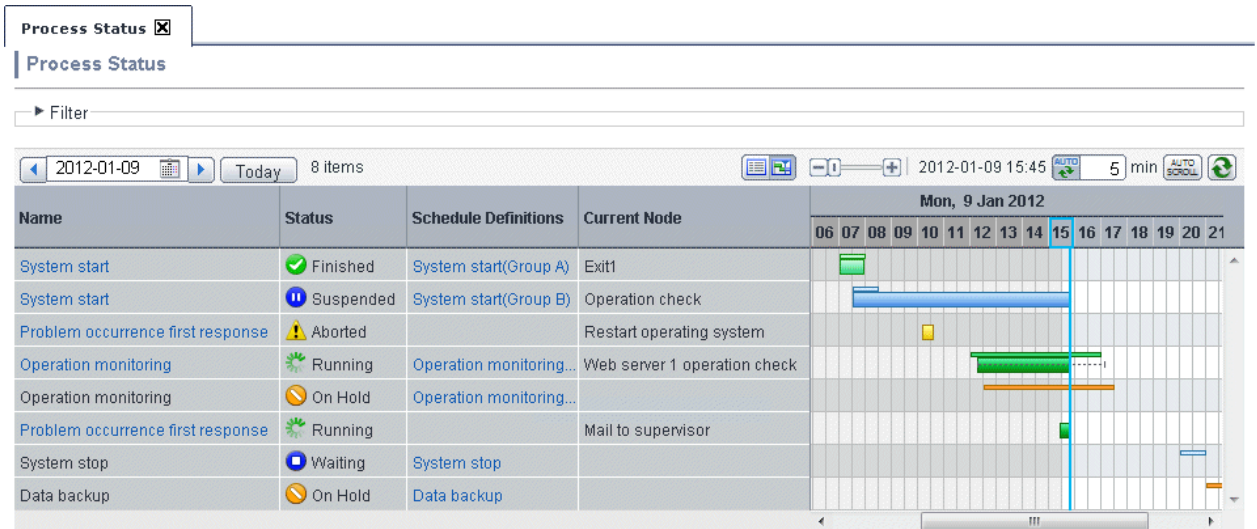 Process Status
Process Status
Filter
2012-01-09 Today 8 items 2012-01-09 15:45 AUTO 5 min AUTO SCROLL
Mon, 9 Jan 2012
Name Status Schedule Definitions Current Node
06 07 08 09 10 11 12 13 14 15 16 17 18 19 20 21
System start Finished System start(Group A) Exit1
System start Suspended System start(Group B) Operation check
Problem occurrence first response Aborted Restart operating system
Operation monitoring Running Operation monitoring... Web server 1 operation check
Operation monitoring On Hold Operation monitoring...
Problem occurrence first response Running Mail to supervisor
System stop Waiting System stop
Data backup On Hold Data backup